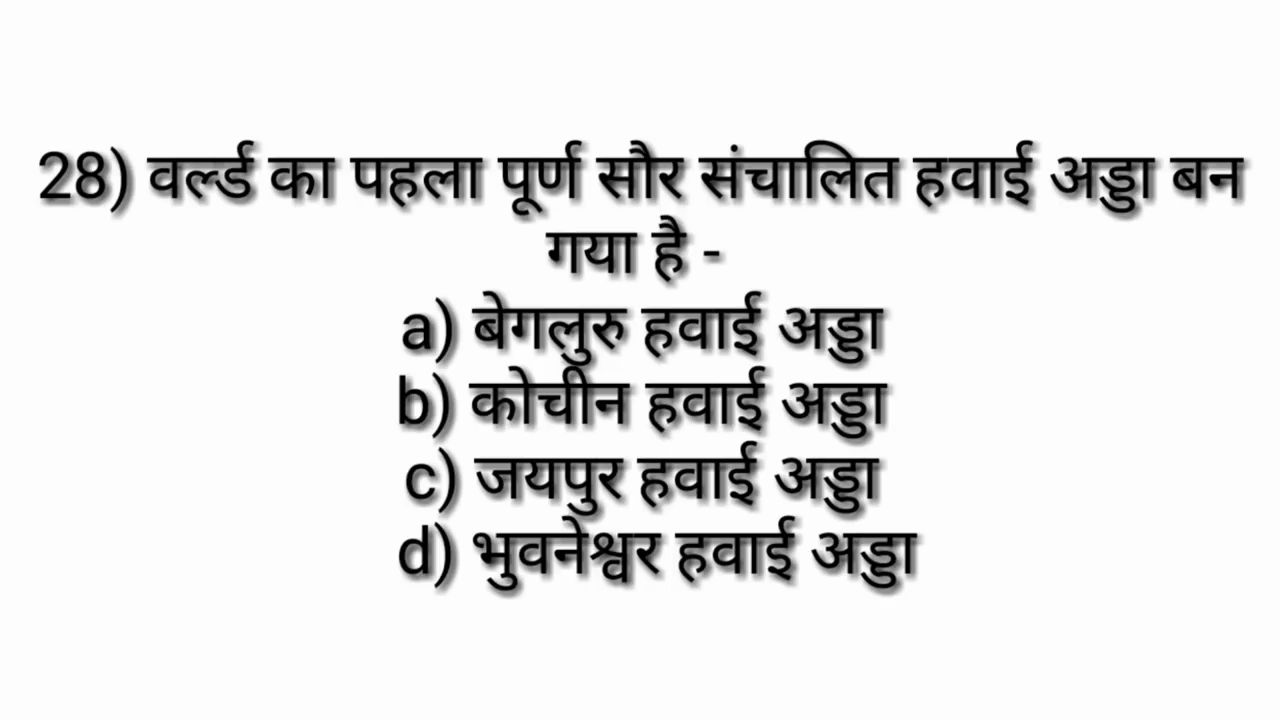 28) वर्ल्ड का पहला पूर्ण सौर संचालित हवाई अड्डा बन
गया है -
a) बेगलुरु हवाई अड्डा
b) कोचीन हवाई अड्डा
c) जयपुर हवाई अड्डा
d) भुवनेश्वर हवाई अड्डा